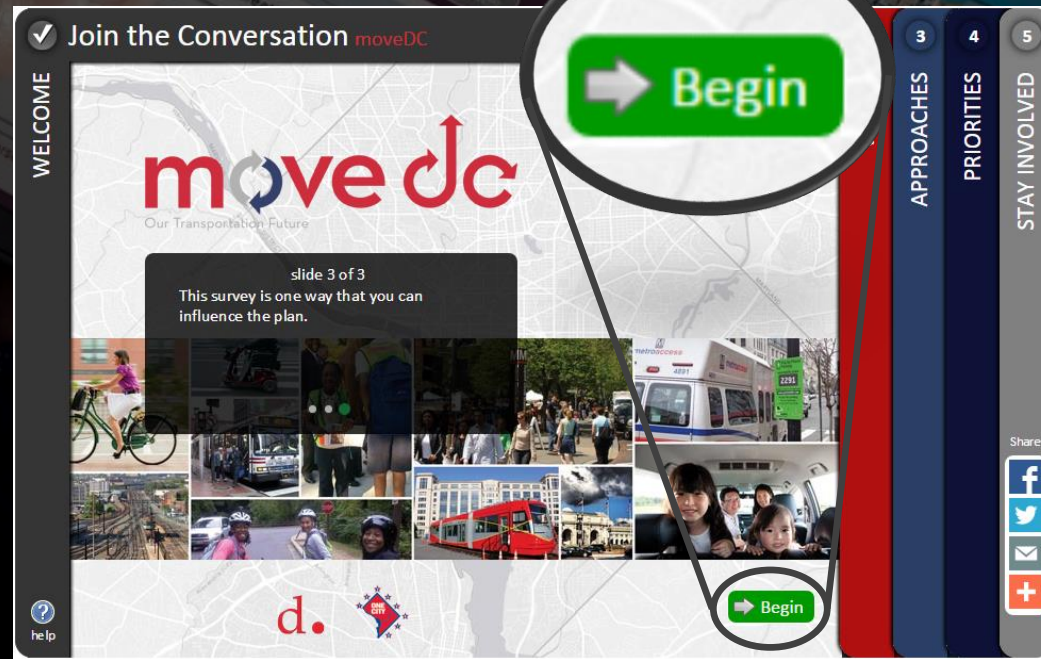 Join the Conversation moveDC
WELCOME
move dc
Our Transportation Future
slide 3 of 3
This survey is one way that you can
influence the plan.
metroaccess
2291
d.
ONE
CITY
Begin
Begin
help
3
APPROACHES
4
PRIORITIES
5
STAY INVOLVED
Share
f